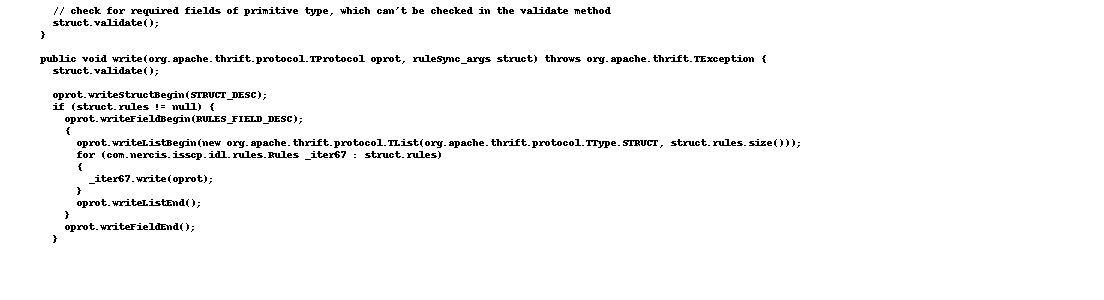 // check for required fields of primitive type, which can't be checked in the validate method
struct.validate();
}
public void write(org.apache.thrift.protocol.TProtocol oprot, ruleSync_args struct) throws org.apache.thrift.TException {
struct.validate();
oprot.writeStructBegin(STRUCT_DESC);
if (struct.rules != null) {
oprot.writeFieldBegin(RULES_FIELD_DESC);
{
oprot.writeListBegin(new org.apache.thrift.protocol.TList(org.apache.thrift.protocol.TType.STRUCT, struct.rules.size()));
for (com.nercis.isscp.idl.rules.Rules _iter67 : struct.rules)
{
_iter67.write(oprot);
}
oprot.writeListEnd();
}
oprot.writeFieldEnd();
}